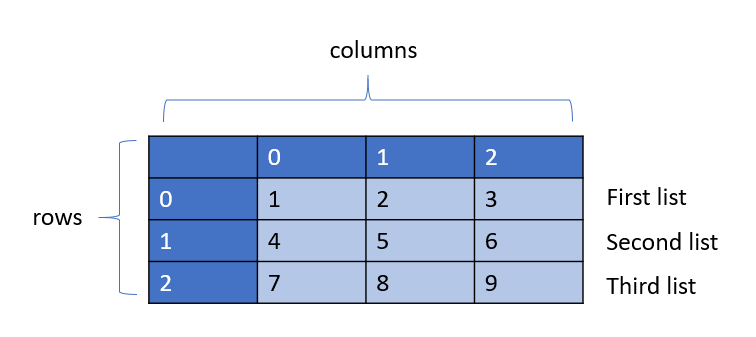 columns
0 1 2
rows
0 1 2 3 First list
1 4 5 6 Second list
2 7 8 9 Third list